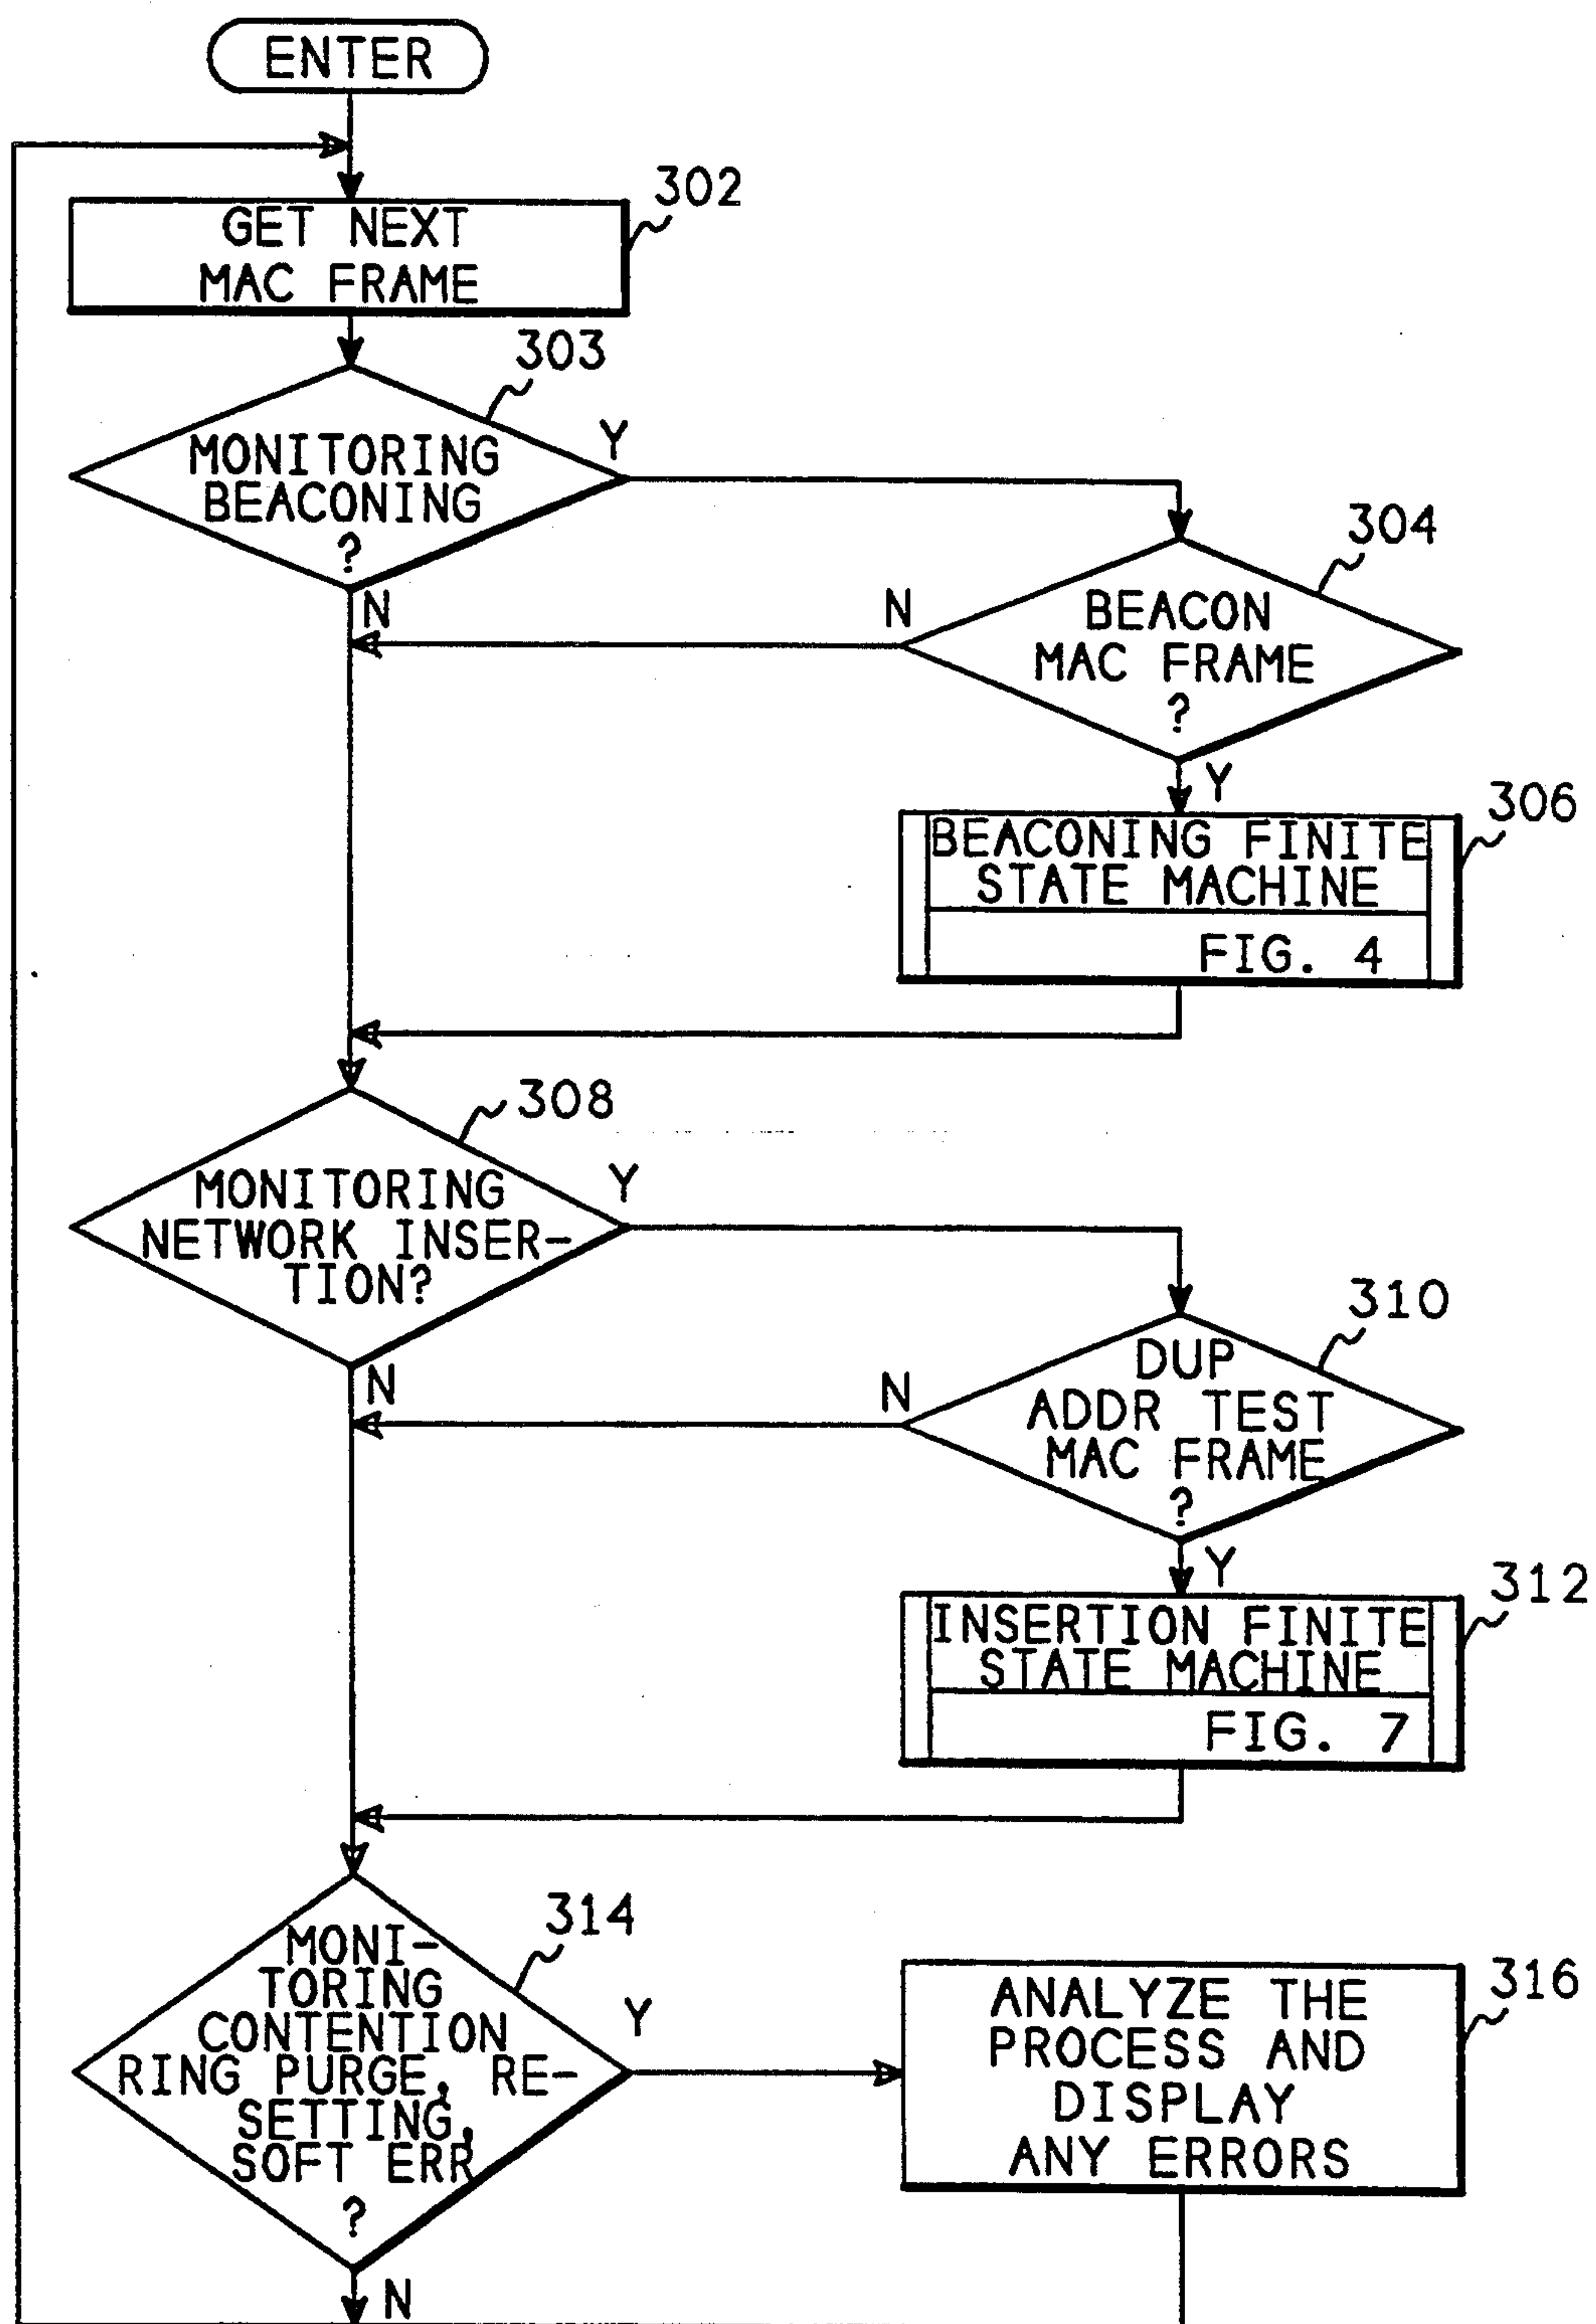 ENTER
302
GET NEXT
MAC FRAME
303
MONITORING
BEACONING
?
Y
N
304
BEACON
MAC FRAME
?
N
Y
306
BEACONING FINITE
STATE MACHINE
FIG. 4
308
MONITORING
NETWORK INSER-
TION?
Y
N
310
DUP
ADDR TEST
MAC FRAME
?
N
Y
312
INSERTION FINITE
STATE MACHINE
FIG. 7
314
MONI-
TORING
CONTENTION
RING PURGE, RE-
SETTING,
SOFT ERR
?
Y
N
316
ANALYZE THE
PROCESS AND
DISPLAY
ANY ERRORS